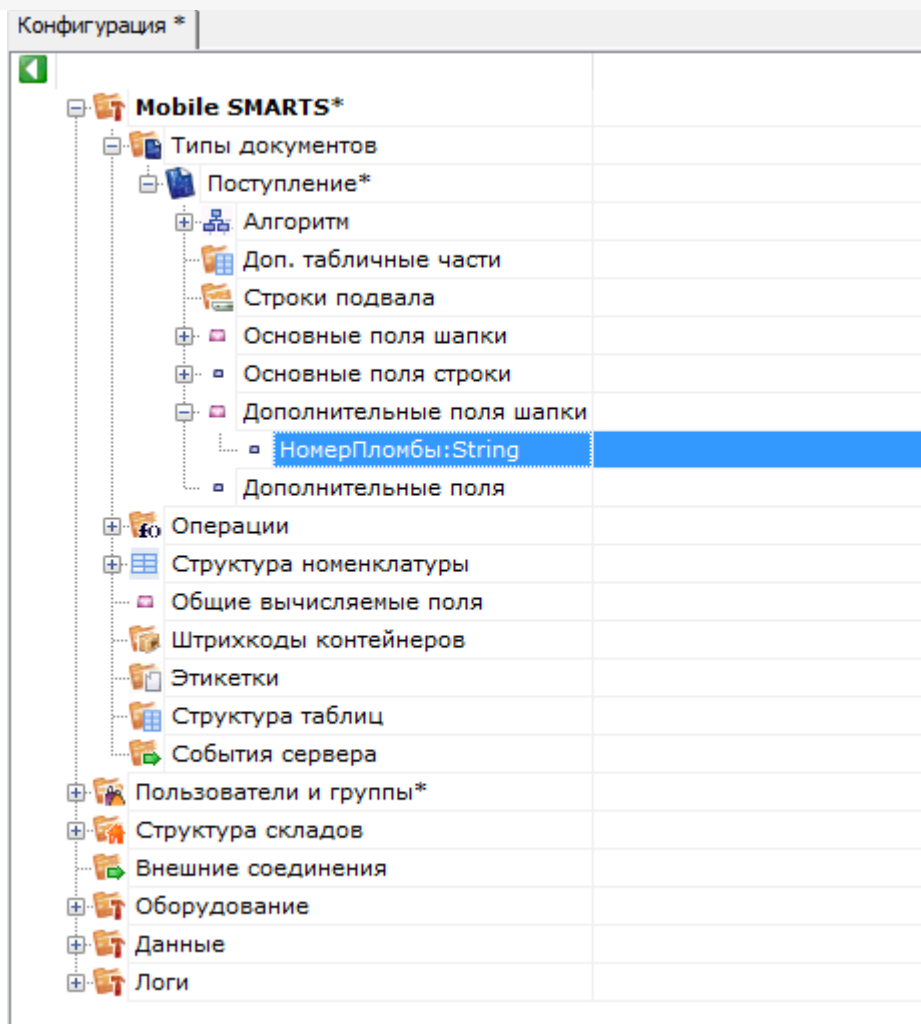 Конфигурация *
Mobile SMARTS*
Типы документов
Поступление*
Алгоритм
Доп. табличные части
Строки подвала
Основные поля шапки
Основные поля строки
Дополнительные поля шапки
НомерПломбы:String
Дополнительные поля
Операции
Структура номенклатуры
Общие вычисляемые поля
Штрихкоды контейнеров
Этикетки
Структура таблиц
События сервера
Пользователи и группы*
Структура складов
Внешние соединения
Оборудование
Данные
Логи